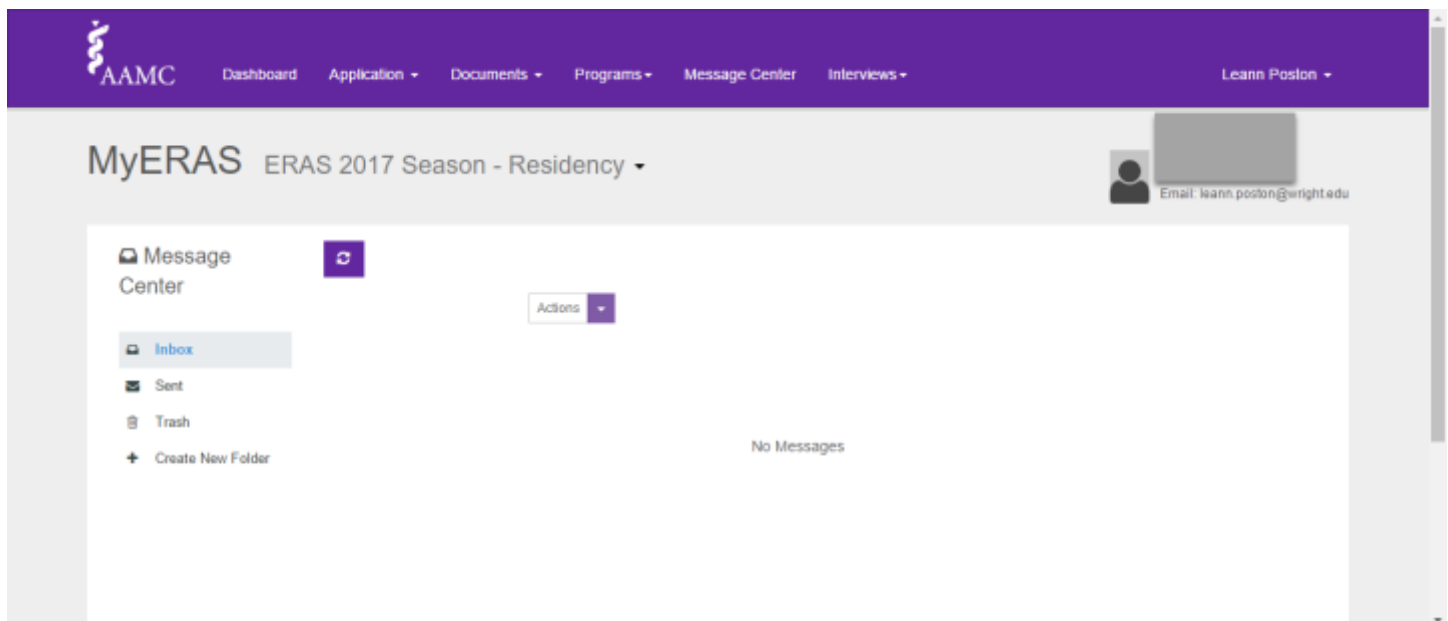 AAMC Dashboard Application Documents Programs Message Center Interviews Leann Poston
MyERAS ERAS 2017 Season - Residency
Email: leann.poston@wright.edu
Message
Center
Actions
Inbox
Sent
Trash
Create New Folder
No Messages